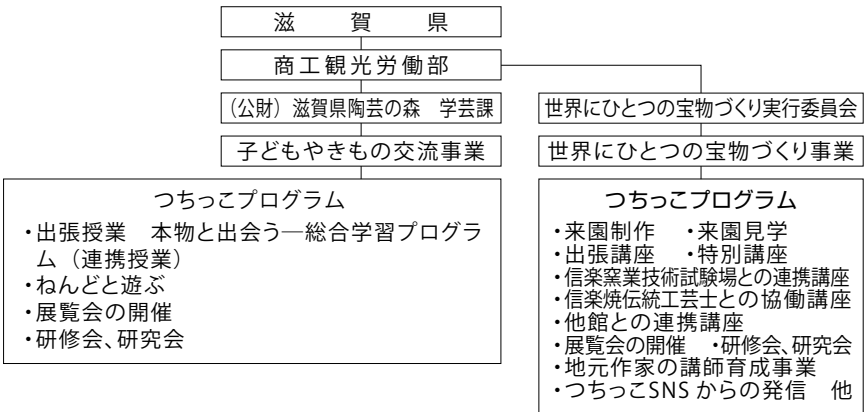 滋賀県
商工観光労働部
(公財)滋賀県陶芸の森　学芸課
子どもやきもの交流事業
つちっこプログラム
・出張授業　本物と出会う―総合学習プログラ
ム(連携授業)
・ねんどと遊ぶ
・展覧会の開催
・研修会、研究会
世界にひとつの宝物づくり実行委員会
世界にひとつの宝物づくり事業
つちっこプログラム
・来園制作　・来園見学
・出張講座　・特別講座
・信楽窯業技術試験場との連携講座
・信楽焼伝統工芸士との協働講座
・他館との連携講座
・展覧会の開催　・研修会、研究会
・地元作家の講師育成事業
・つちっこSNS からの発信　他